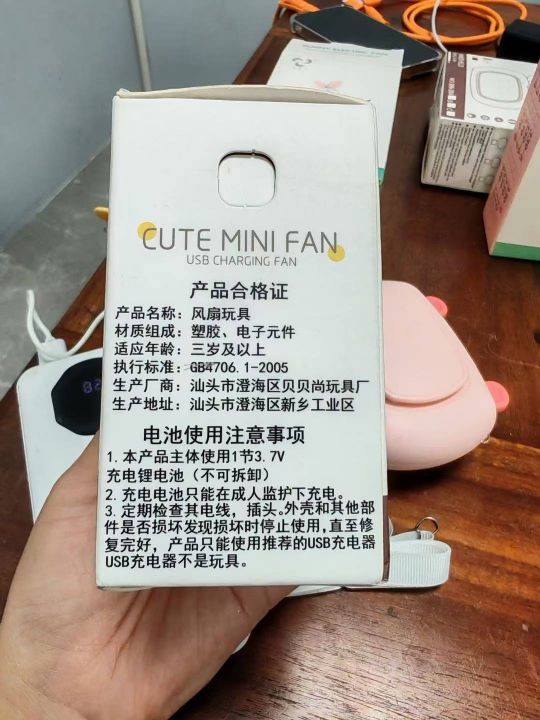 CUTE MINI FAN
USB CHARGING FAN
产品合格证
产品名称：风扇玩具
材质组成：塑胶、电子元件
适应年龄：三岁及以上
执行标准：GB4706.1-2005
生产厂商：汕头市澄海区贝贝尚玩具厂
生产地址：汕头市澄海区新乡工业区
电池使用注意事项
1. 本产品主体使用1节3.7V
充电锂电池（不可拆卸）
2. 充电电池只能在成人监护下充电。
3. 定期检查其电线，插头。外壳和其他部
件是否损坏发现损坏时停止使用,直至修
复完好，产品只能使用推荐的USB充电器
USB充电器不是玩具。